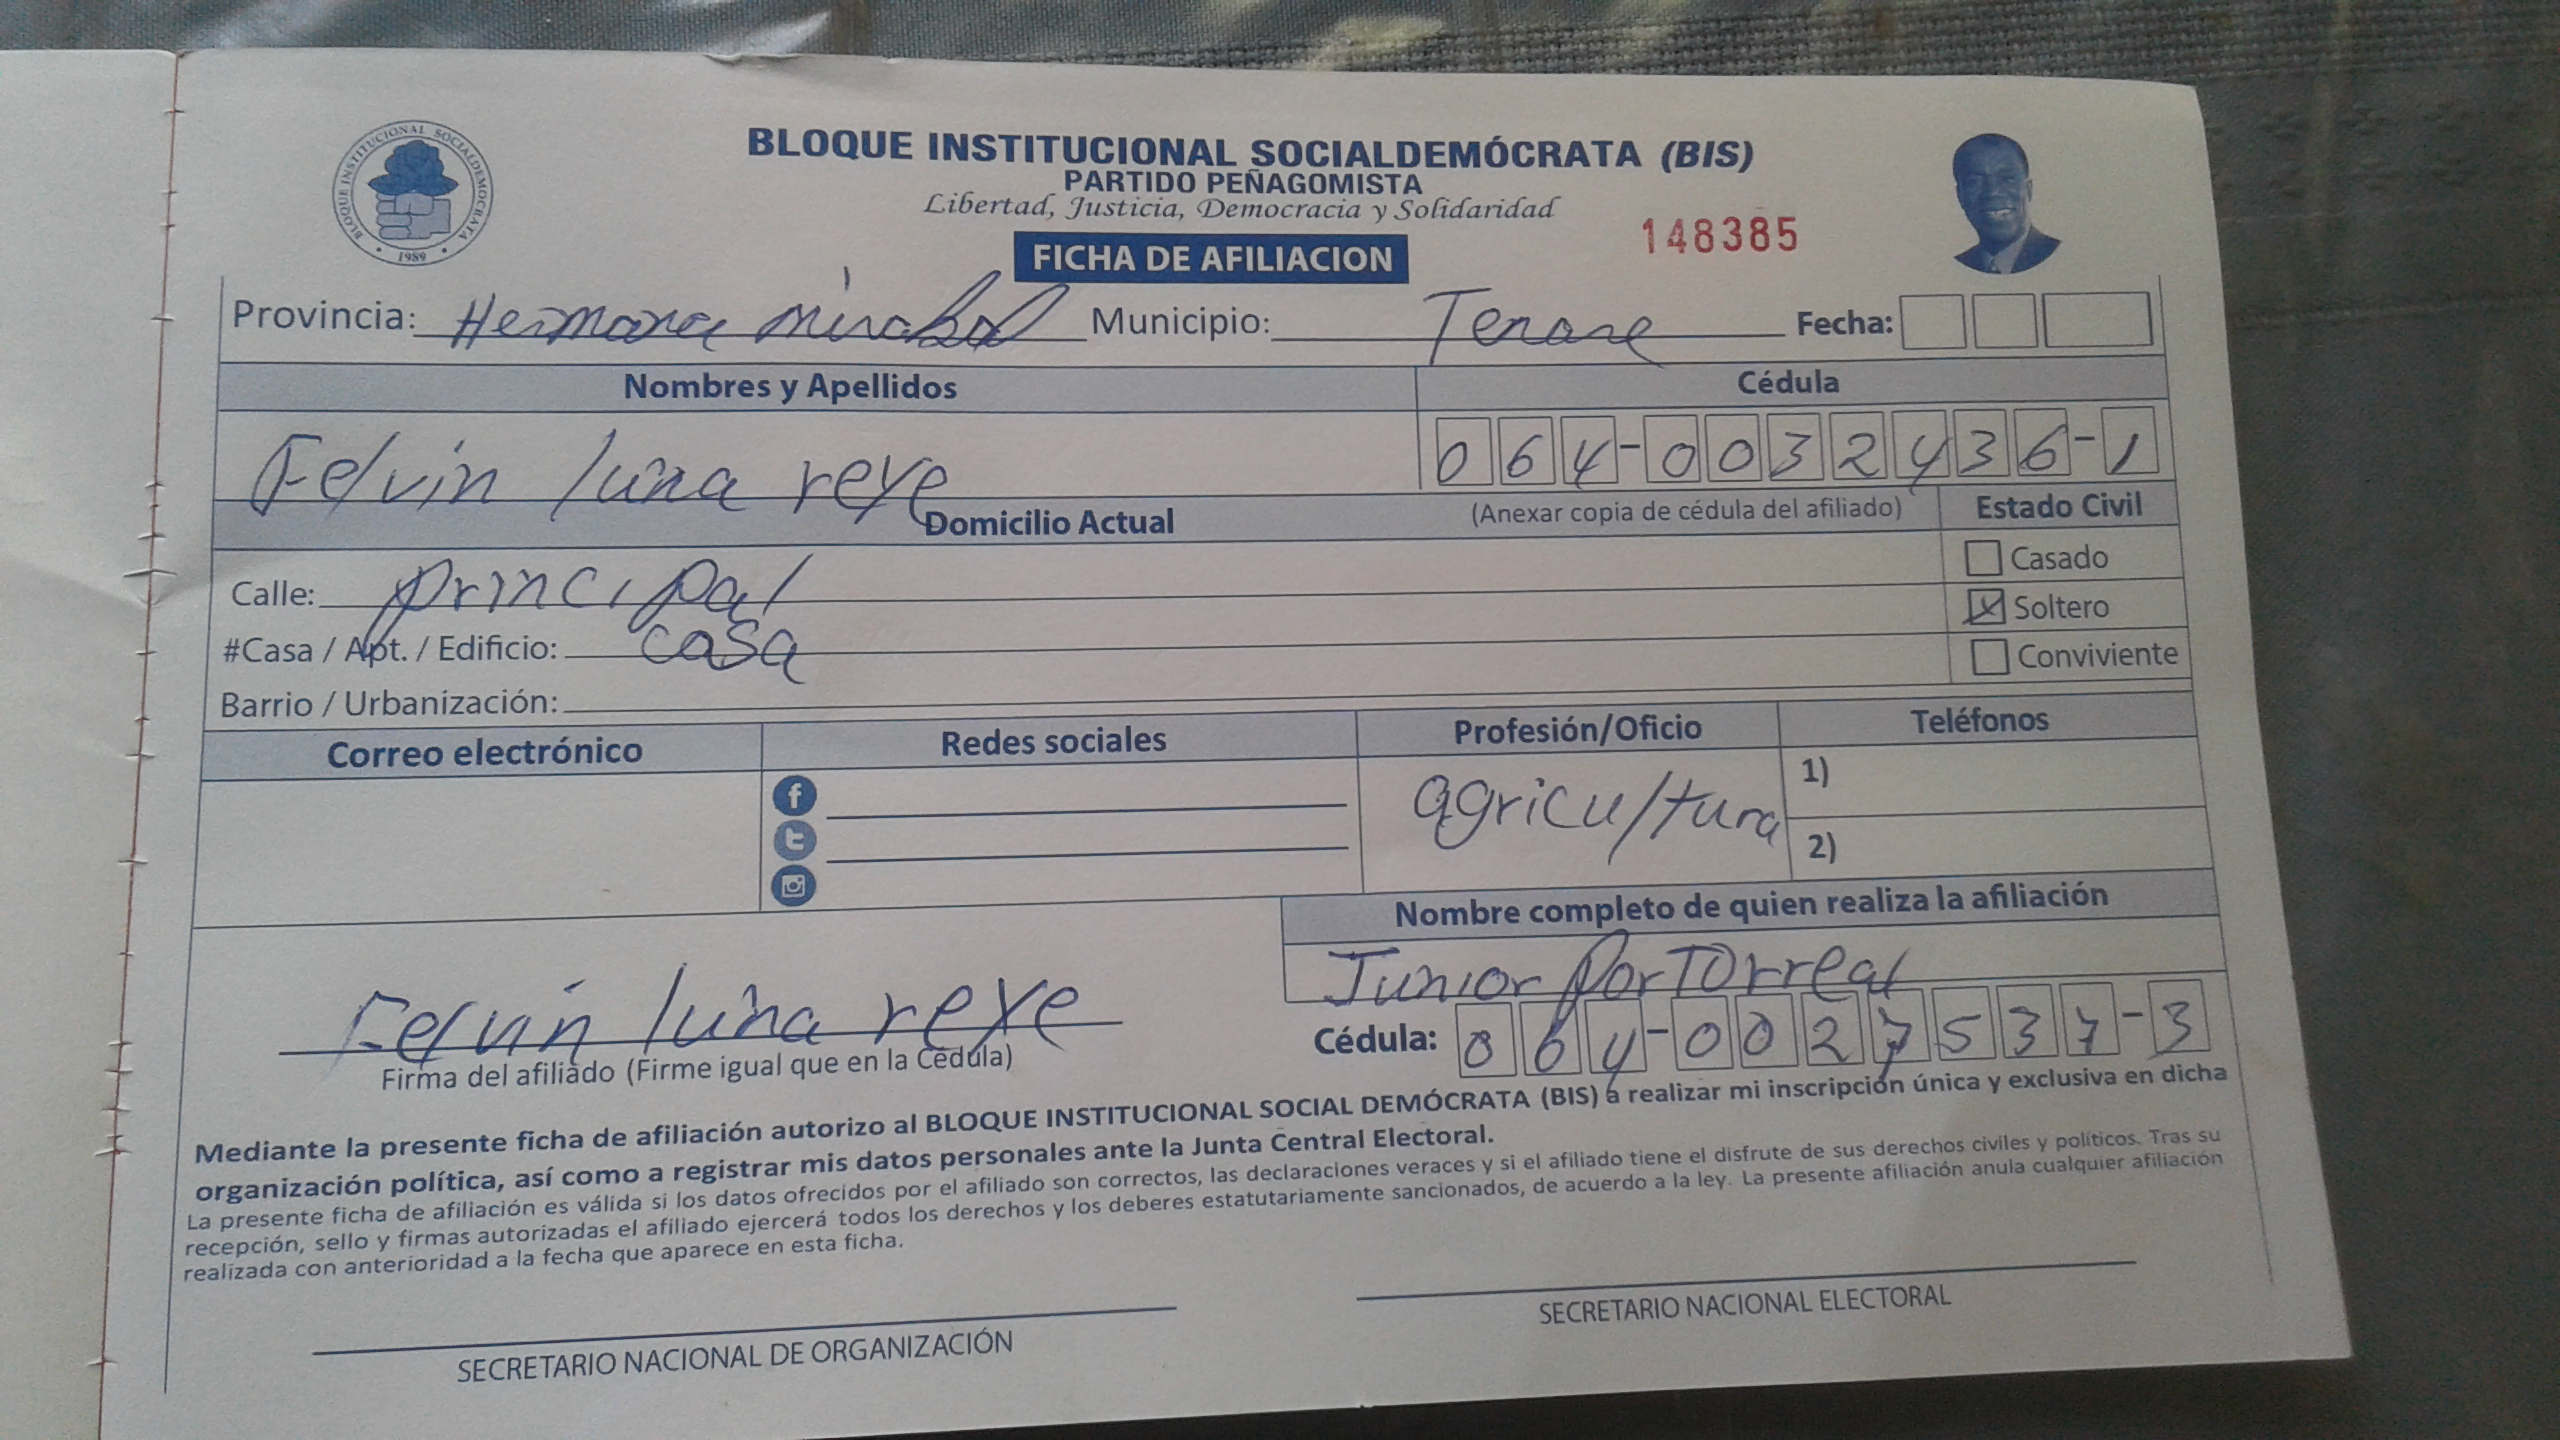 BLOQUE INSTITUCIONAL SOCIALDEMÓCRATA (BIS)
PARTIDO PEÑAGOMISTA
Libertad, Justicia, Democracia y Solidaridad
BLOQUE INSTITUCIONAL SOCIALDEMOCRATA
1989
148385
FICHA DE AFILIACION
Provincia: Hermana mirabal Municipio: Tenare Fecha:
Nombres y Apellidos Cédula
Felvin luna reye 064-0032436-1
Domicilio Actual (Anexar copia de cédula del afiliado) Estado Civil
Calle: principal Casado
#Casa / Apt. / Edificio: casa Soltero
Barrio / Urbanización: Conviviente
Correo electrónico Redes sociales Profesión/Oficio Teléfonos
agricultura 1)
2)
Nombre completo de quien realiza la afiliación
Junior porTorreal
Felvin luna reye Cédula: 064-0027537-3
Firma del afiliado (Firme igual que en la Cédula)
Mediante la presente ficha de afiliación autorizo al BLOQUE INSTITUCIONAL SOCIAL DEMÓCRATA (BIS) a realizar mi inscripción única y exclusiva en dicha
organización política, así como a registrar mis datos personales ante la Junta Central Electoral.
La presente ficha de afiliación es válida si los datos ofrecidos por el afiliado son correctos, las declaraciones veraces y si el afiliado tiene el disfrute de sus derechos civiles y políticos. Tras su
recepción, sello y firmas autorizadas el afiliado ejercerá todos los derechos y los deberes estatutariamente sancionados, de acuerdo a la ley. La presente afiliación anula cualquier afiliación
realizada con anterioridad a la fecha que aparece en esta ficha.
SECRETARIO NACIONAL DE ORGANIZACIÓN SECRETARIO NACIONAL ELECTORAL